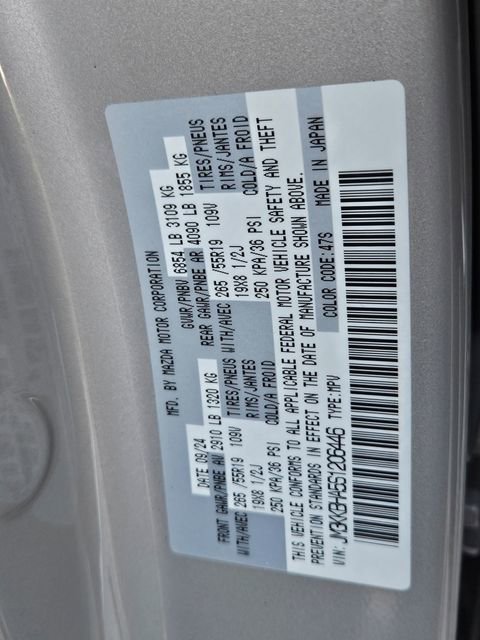 MFD. BY MAZDA MOTOR CORPORATION
DATE 09/24 GVWR/PNBV 6854 LB 3109 KG
FRONT GAWR/PNBE AV 2910 LB 1320 KG REAR GAWR/PNBE AR 4090 LB 1855 KG
WITH/AVEC 265 /55R19 109V TIRES/PNEUS WITH/AVEC 265 /55R19 109V TIRES/PNEUS
19X8 1/2J RIMS/JANTES 19X8 1/2J RIMS/JANTES
250 KPA/36 PSI COLD/A FROID 250 KPA/36 PSI COLD/A FROID
THIS VEHICLE CONFORMS TO ALL APPLICABLE FEDERAL MOTOR VEHICLE SAFETY AND THEFT
PREVENTION STANDARDS IN EFFECT ON THE DATE OF MANUFACTURE SHOWN ABOVE.
COLOR CODE:47S MADE IN JAPAN
VIN: JM3KKBHA5S1206446 TYPE:MPV